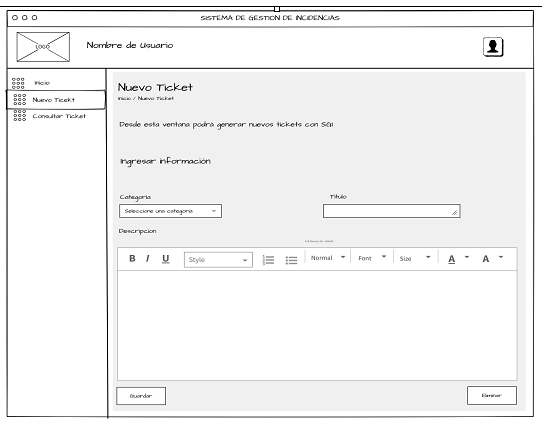 SISTEMA DE GESTION DE INCIDENCIAS
LOGO
Nombre de Usuario
Inicio
Nuevo Ticekt
Consultar Ticket
Nuevo Ticket
Inicio / Nuevo Ticket
Desde esta ventana podrá generar nuevos tickets con SGI
Ingresar información
Categoria
Titulo
Seleccione una categoria
Descripcion
B I U Style Normal Font Size A A
Guardar
Eliminar